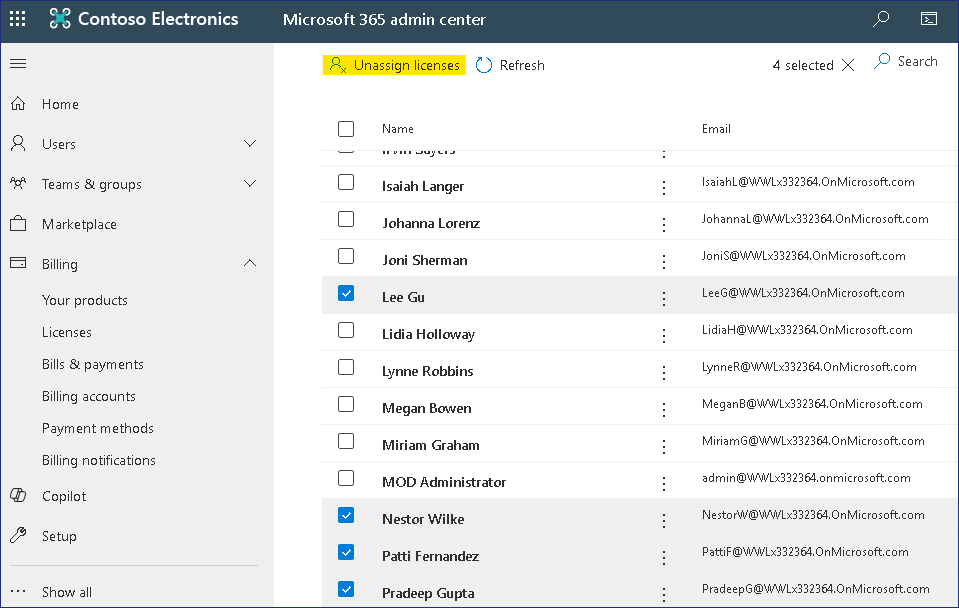 Contoso Electronics Microsoft 365 admin center
Unassign licenses Refresh 4 selected Search
Home
Users
Teams & groups
Marketplace
Billing
Your products
Licenses
Bills & payments
Billing accounts
Payment methods
Billing notifications
Copilot
Setup
Show all
Name Email
Irvin Sayers
Isaiah Langer IsaiahL@WWLx332364.OnMicrosoft.com
Johanna Lorenz JohannaL@WWLx332364.OnMicrosoft.com
Joni Sherman JoniS@WWLx332364.OnMicrosoft.com
Lee Gu LeeG@WWLx332364.OnMicrosoft.com
Lidia Holloway LidiaH@WWLx332364.OnMicrosoft.com
Lynne Robbins LynneR@WWLx332364.OnMicrosoft.com
Megan Bowen MeganB@WWLx332364.OnMicrosoft.com
Miriam Graham MiriamG@WWLx332364.OnMicrosoft.com
MOD Administrator admin@WWLx332364.onmicrosoft.com
Nestor Wilke NestorW@WWLx332364.OnMicrosoft.com
Patti Fernandez PattiF@WWLx332364.OnMicrosoft.com
Pradeep Gupta PradeepG@WWLx332364.OnMicrosoft.com